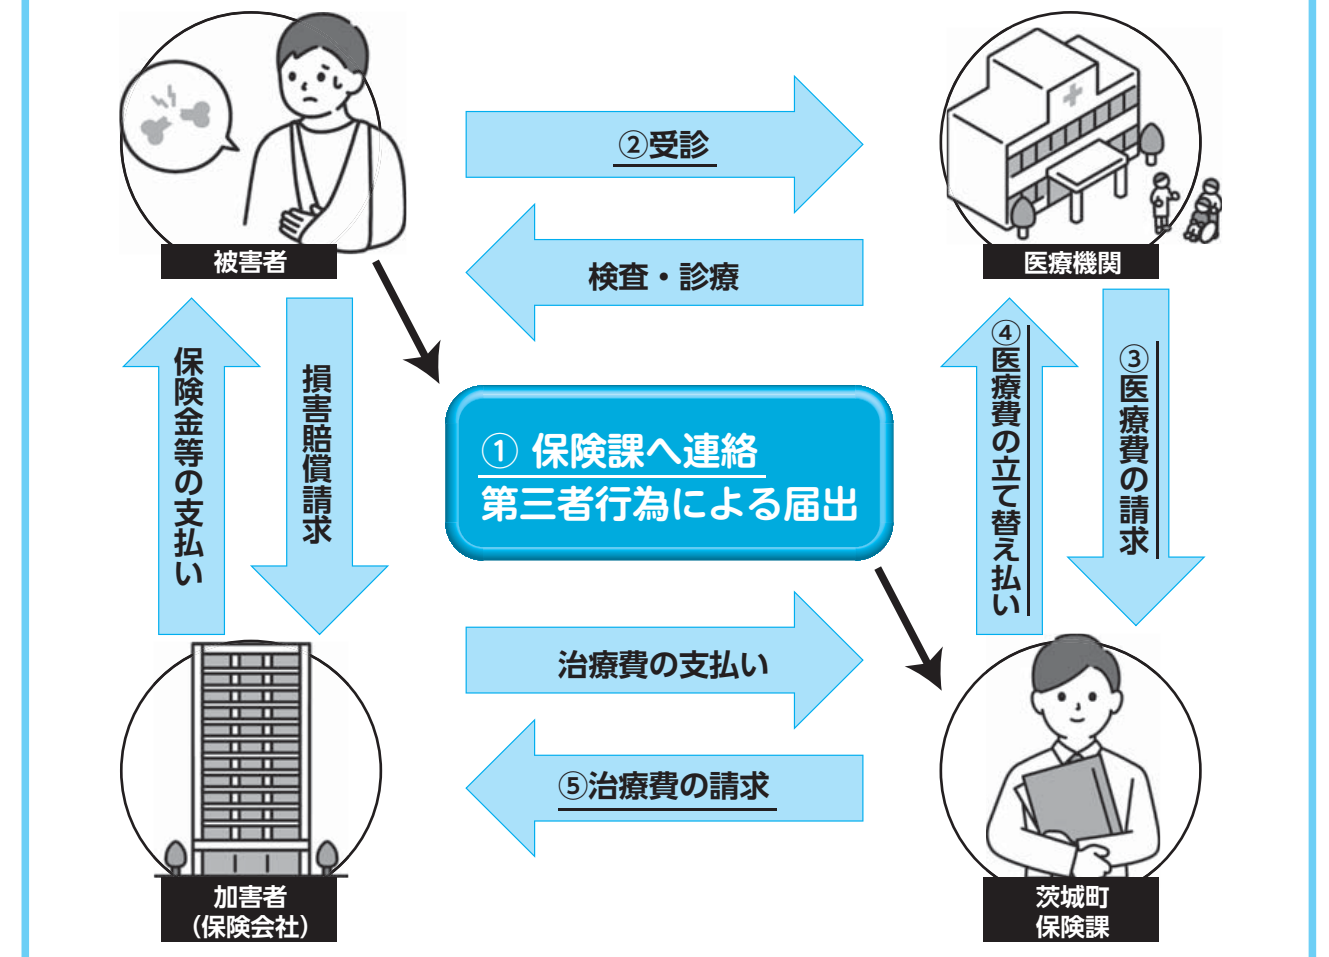 ②受診
検査・診療
被害者
医療機関
保険金等の支払い
損害賠償請求
① 保険課へ連絡
第三者行為による届出
④医療費の立て替え払い
③医療費の請求
治療費の支払い
⑤治療費の請求
加害者
（保険会社）
茨城町
保険課